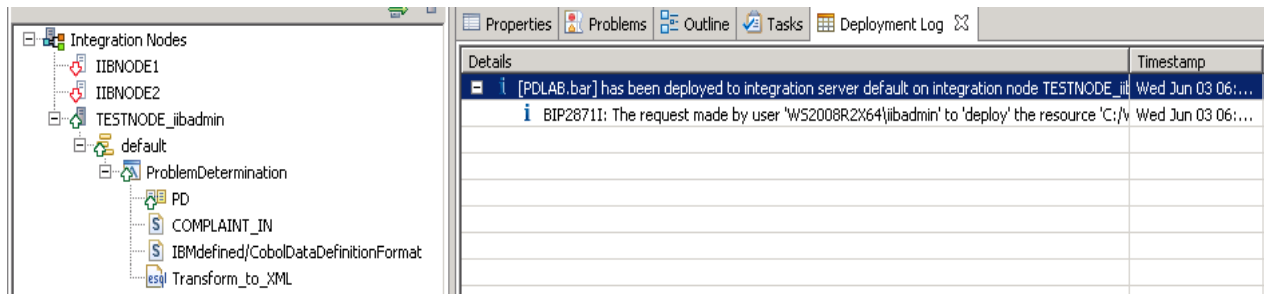 Integration Nodes
IIBNODE1
IIBNODE2
TESTNODE_iibadmin
default
ProblemDetermination
PD
COMPLAINT_IN
IBMdefined/CobolDataDefinitionFormat
esql Transform_to_XML
Properties Problems Outline Tasks Deployment Log
Details Timestamp
[PDLAB.bar] has been deployed to integration server default on integration node TESTNODE_iib Wed Jun 03 06:...
BIP2871I: The request made by user 'WS2008R2X64\iibadmin' to 'deploy' the resource 'C:/ Wed Jun 03 06:...